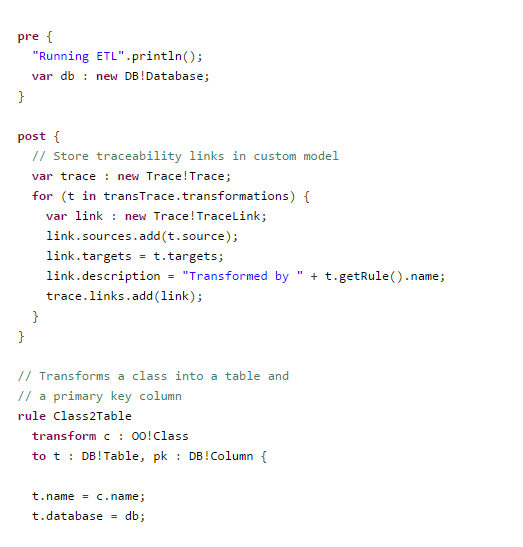 pre {
  "Running ETL".println();
  var db : new DB!Database;
}

post {
  // Store traceability links in custom model
  var trace : new Trace!Trace;
  for (t in transTrace.transformations) {
    var link : new Trace!TraceLink;
    link.sources.add(t.source);
    link.targets = t.targets;
    link.description = "Transformed by " + t.getRule().name;
    trace.links.add(link);
  }
}

// Transforms a class into a table and
// a primary key column
rule Class2Table
  transform c : OO!Class
  to t : DB!Table, pk : DB!Column {

  t.name = c.name;
  t.database = db;